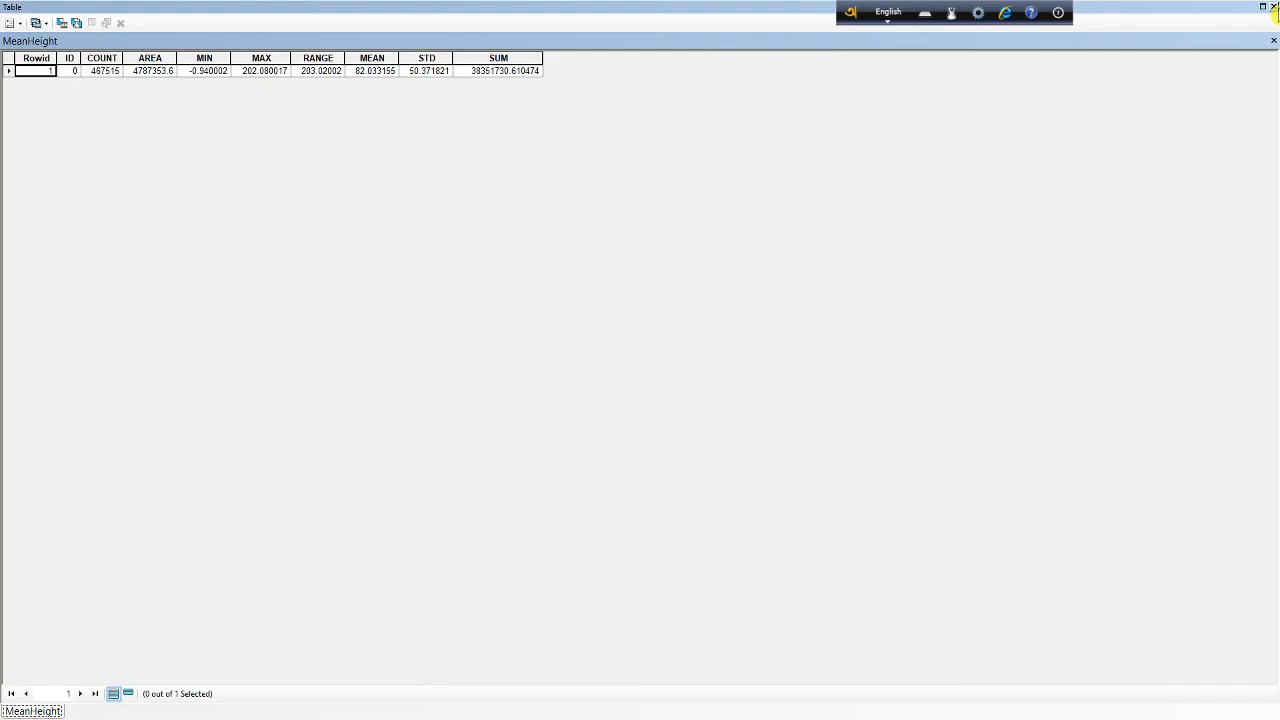 Table
অ English
MeanHeight
Rowid ID COUNT AREA MIN MAX RANGE MEAN STD SUM
1 0 467515 4787353.6 -0.940002 202.080017 203.02002 82.033155 50.371821 38351730.610474
1 (0 out of 1 Selected)
MeanHeight